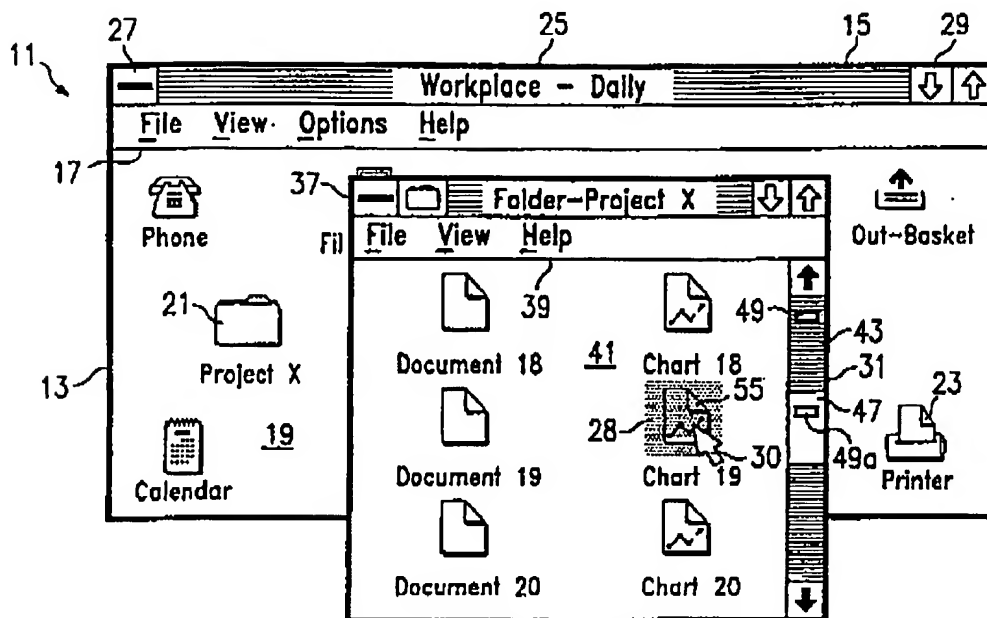 25
27
15
29
11
Workplace - Daily
File View Options Help
17
37
Folder-Project X
Phone
Fil
File View Help
Out-Basket
39
21
49
43
Document 18
41
Chart 18
31
Project X
13
55
47
23
28
19
30
49a
Calendar
Document 19
Chart 19
Printer
Document 20
Chart 20